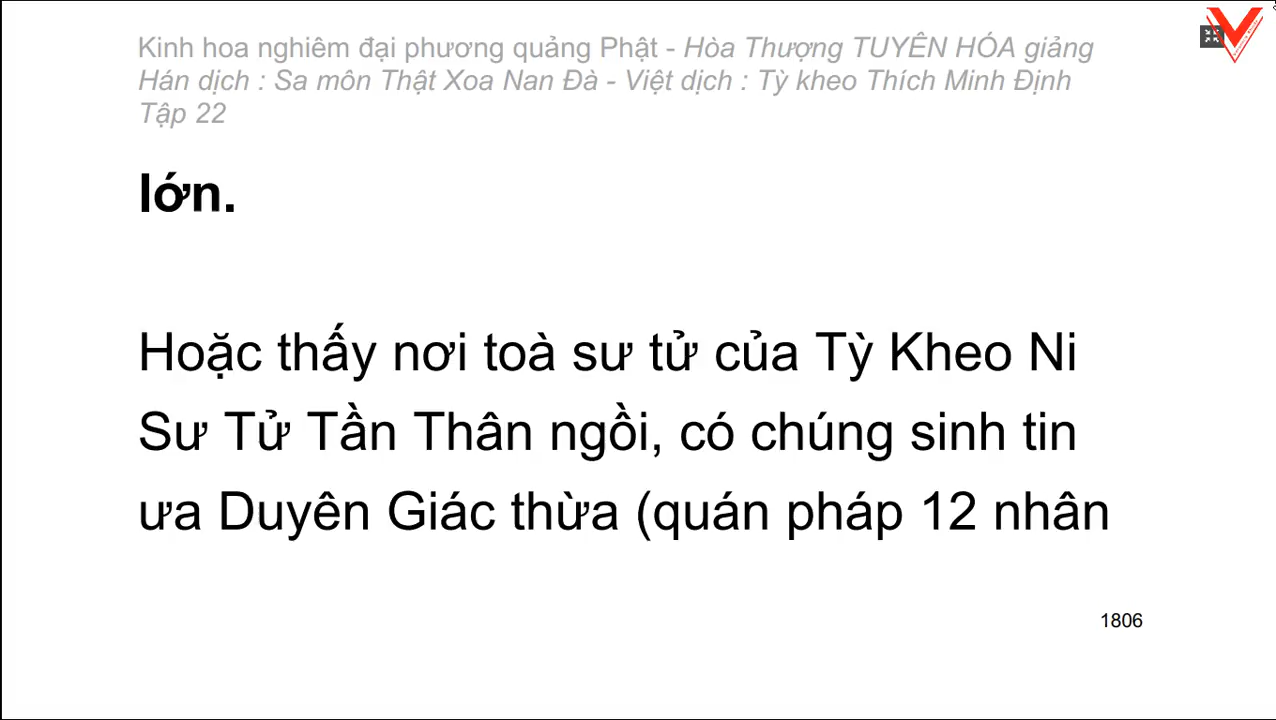 Kinh hoa nghiêm đại phương quảng Phật - Hòa Thượng TUYÊN HÓA giảng
Hán dịch : Sa môn Thật Xoa Nan Đà - Việt dịch : Tỳ kheo Thích Minh Định
Tập 22
lớn.
Hoặc thấy nơi toà sư tử của Tỳ Kheo Ni
Sư Tử Tần Thân ngồi, có chúng sinh tin
ưa Duyên Giác thừa (quán pháp 12 nhân
1806